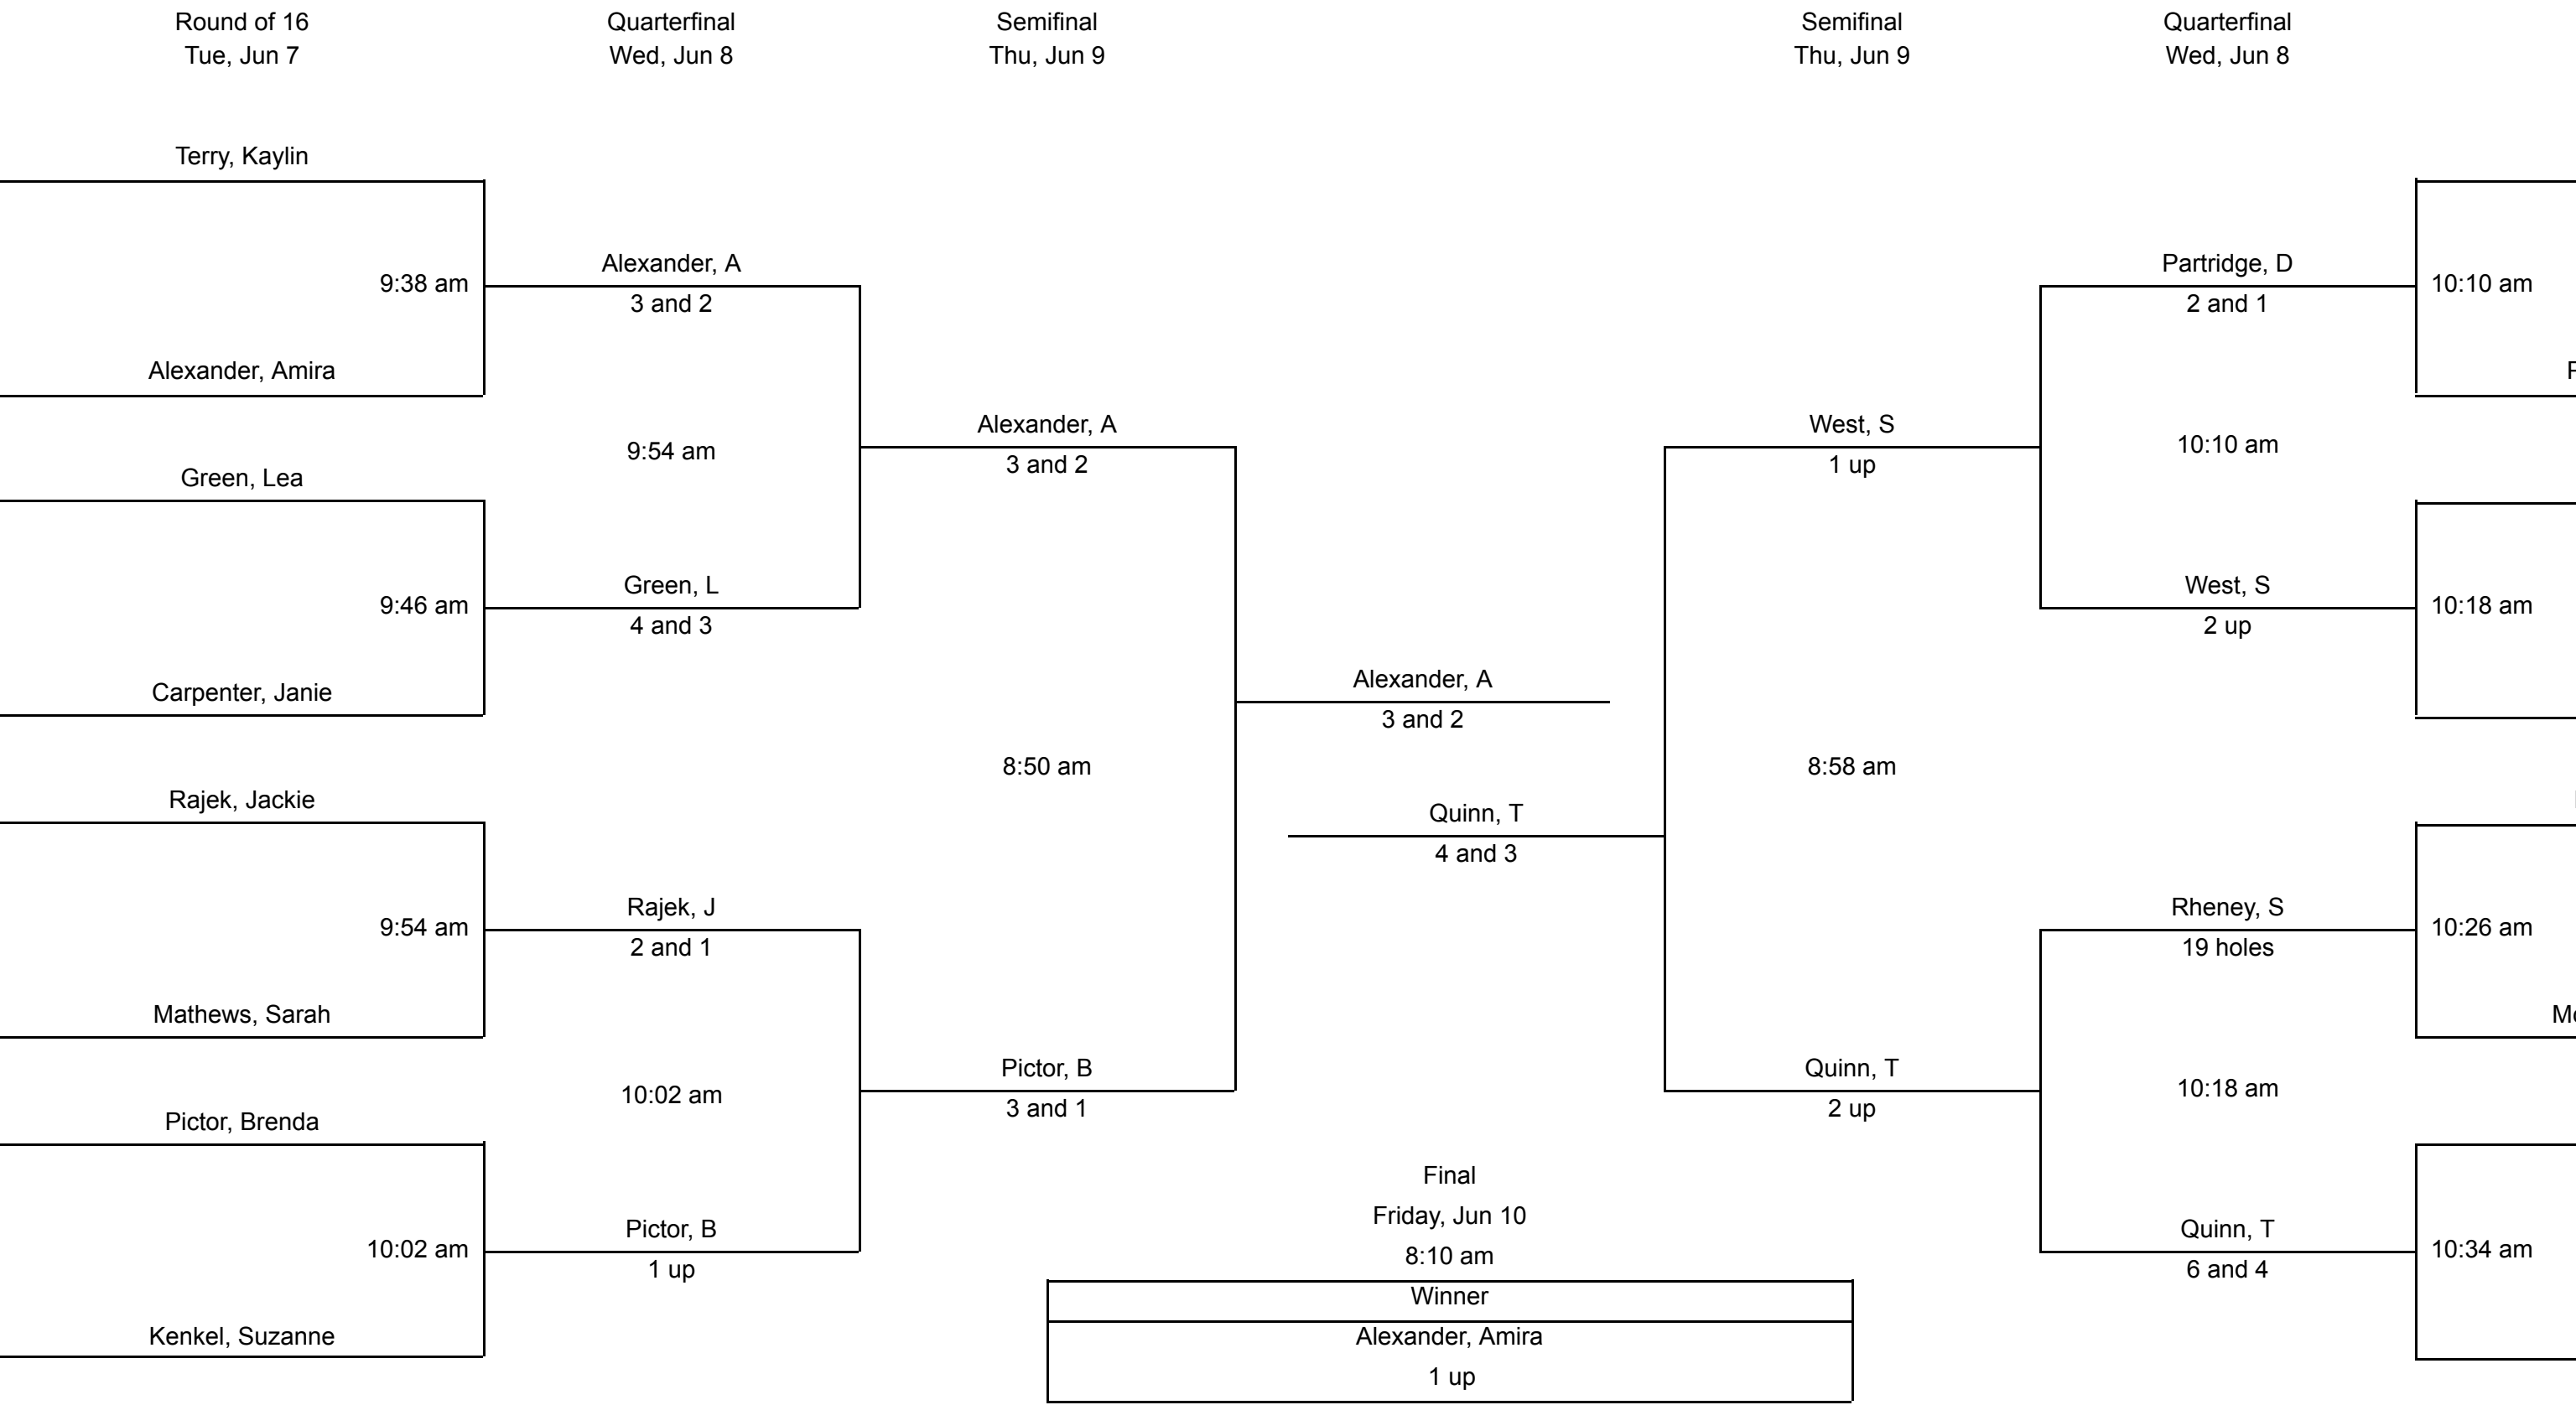 Round of 16
Tue, Jun 7
Quarterfinal
Wed, Jun 8
Semifinal
Thu, Jun 9
Semifinal
Thu, Jun 9
Quarterfinal
Wed, Jun 8
Terry, Kaylin
9:38 am
Alexander, Amira
Green, Lea
9:46 am
Carpenter, Janie
Rajek, Jackie
9:54 am
Mathews, Sarah
Pictor, Brenda
10:02 am
Kenkel, Suzanne
Alexander, A
3 and 2
9:54 am
Green, L
4 and 3
Rajek, J
2 and 1
10:02 am
Pictor, B
1 up
Alexander, A
3 and 2
8:50 am
Pictor, B
3 and 1
Alexander, A
3 and 2
Quinn, T
4 and 3
Final
Friday, Jun 10
8:10 am
Winner
Alexander, Amira
1 up
West, S
1 up
8:58 am
Quinn, T
2 up
Partridge, D
2 and 1
10:10 am
West, S
2 up
Rheney, S
19 holes
10:18 am
Quinn, T
6 and 4
10:10 am
10:18 am
10:26 am
10:34 am